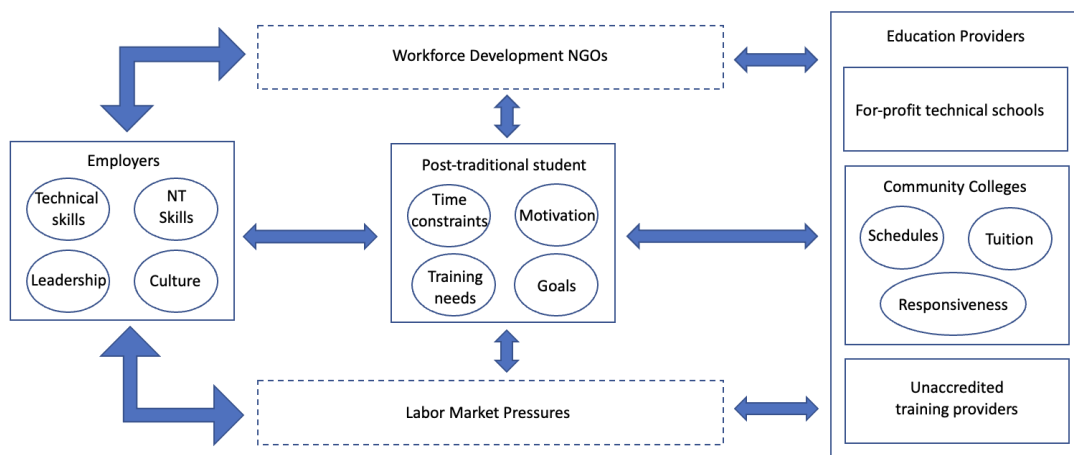 Workforce Development NGOs
Education Providers
For-profit technical schools
Employers
Technical
skills
NT
Skills
Leadership
Culture
Post-traditional student
Time
constraints
Motivation
Training
needs
Goals
Community Colleges
Schedules
Tuition
Responsiveness
Labor Market Pressures
Unaccredited
training providers